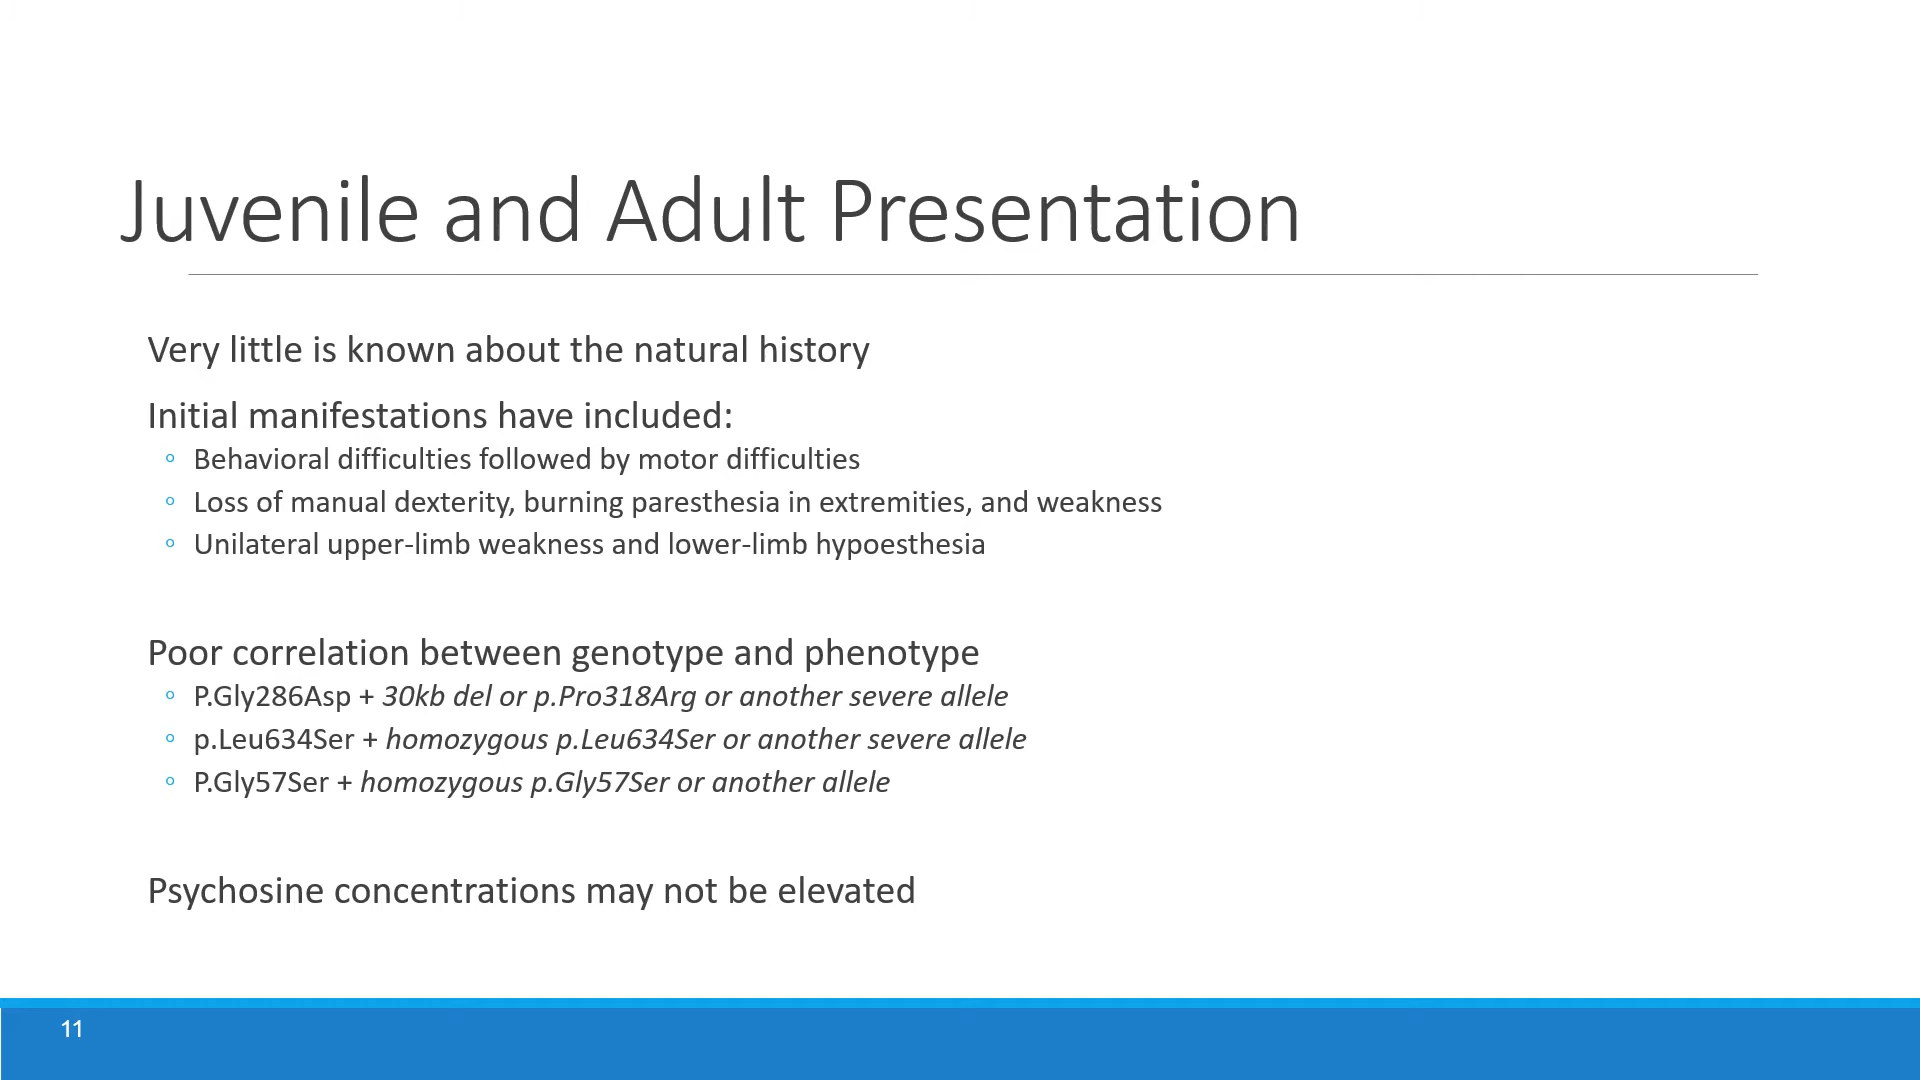 Juvenile and Adult Presentation
Very little is known about the natural history
Initial manifestations have included:
◦ Behavioral difficulties followed by motor difficulties
◦ Loss of manual dexterity, burning paresthesia in extremities, and weakness
◦ Unilateral upper-limb weakness and lower-limb hypoesthesia
Poor correlation between genotype and phenotype
◦ P.Gly286Asp + 30kb del or p.Pro318Arg or another severe allele
◦ p.Leu634Ser + homozygous p.Leu634Ser or another severe allele
◦ P.Gly57Ser + homozygous p.Gly57Ser or another allele
Psychosine concentrations may not be elevated
11